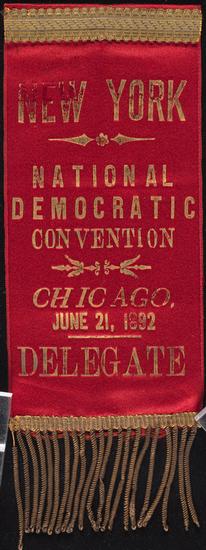 NEW YORK
NATIONAL
DEMOCRATIC
CONVENTION
CHICAGO,
JUNE 21, 1892
DELEGATE